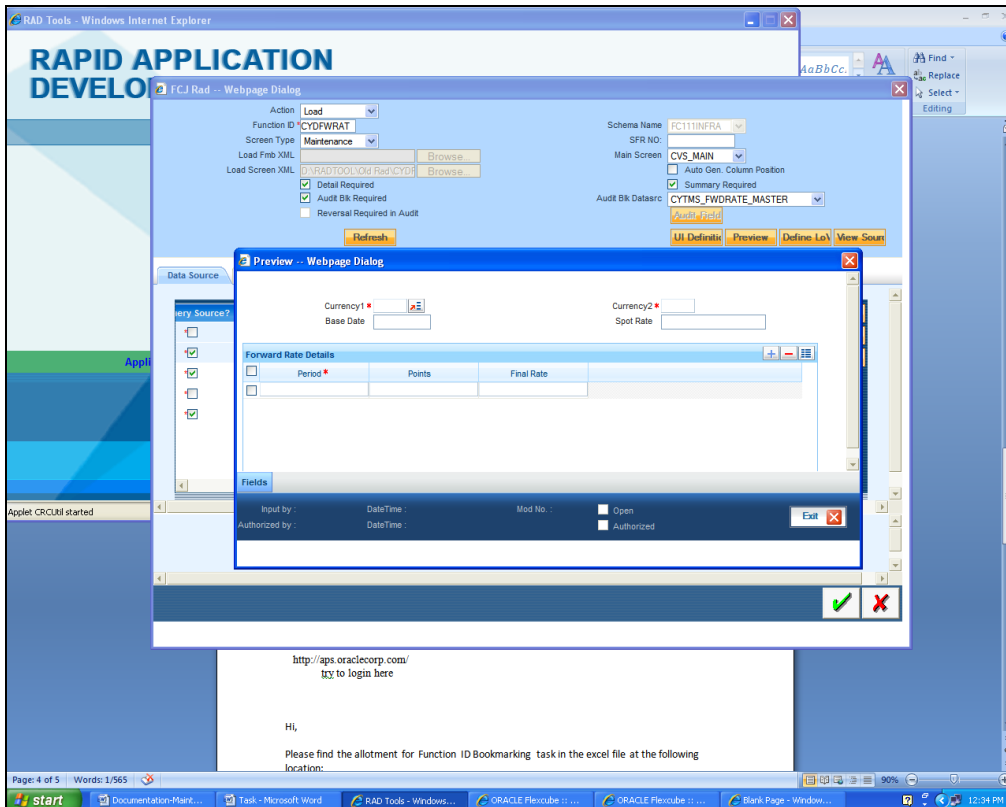 RAD Tools - Windows Internet Explorer
RAPID APPLICATION
DEVELO
AaBbCc.
Find
Replace
Select
Editing
FCJ Rad -- Webpage Dialog
Action Load
Function ID *CYDFWRAT
Schema Name FC111INFRA
Screen Type Maintenance
SFR NO:
Load Fmb XML Browse...
Main Screen CVS_MAIN
Load Screen XML D:\RADTOOL\Old Rad\CYDF Browse...
Auto Gen. Column Position
Detail Required
Summary Required
Audit Blk Required
Audit Blk Datasrc CYTMS_FWDRATE_MASTER
Reversal Required in Audit
Audit Field
Refresh
UI Definitic Preview Define LoV View Sour
Preview -- Webpage Dialog
Data Source
ery Source?
Currency1 *
Currency2 *
Base Date
Spot Rate
Forward Rate Details
Period * Points Final Rate
Appli
Fields
Input by : DateTime : Mod No. : Open
Authorized by : DateTime : Authorized
Exit
Applet CRCUtil started
http://aps.oraclecorp.com/
try to login here
Hi,
Please find the allotment for Function ID Bookmarking task in the excel file at the following
location:
Page: 4 of 5 Words: 1/565 90%
start Documentation-Maint... Task - Microsoft Word RAD Tools - Windows... ORACLE Flexcube :: ... ORACLE Flexcube :: ... Blank Page - Window... 12:34 PM